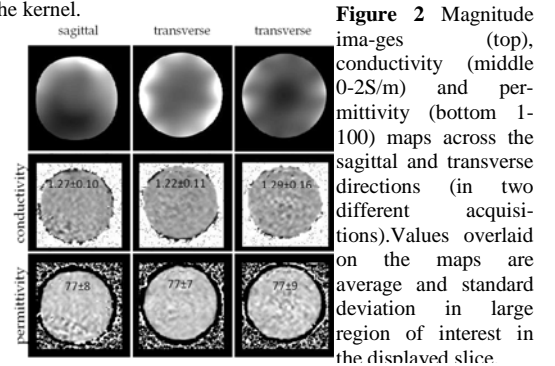 he kernel.
sagittal transverse transverse
conductivity
1.27±0.10 1.22±0.11 1.29±0.16
permittivity
77±8 77±7 77±9
Figure 2 Magnitude
ima-ges (top),
conductivity (middle
0-2S/m) and per-
mittivity (bottom 1-
100) maps across the
sagittal and transverse
directions (in two
different acquisi-
tions).Values overlaid
on the maps are
average and standard
deviation in large
region of interest in
the displayed slice